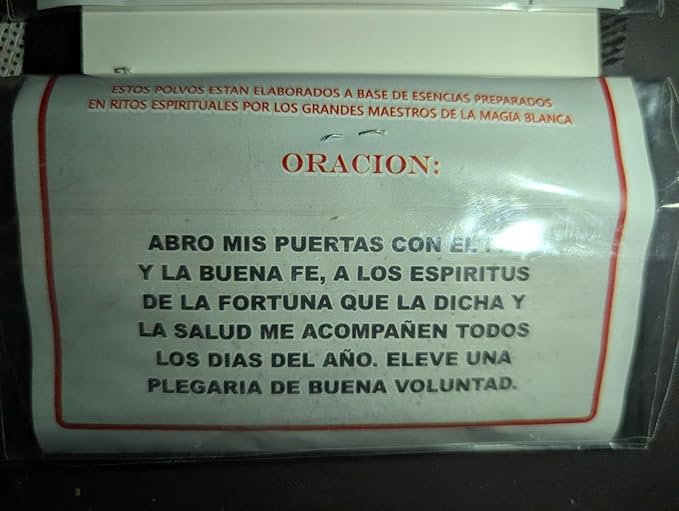 ESTOS POLVOS ESTAN ELABORADOS A BASE DE ESENCIAS PREPARADOS
EN RITOS ESPIRITUALES POR LOS GRANDES MAESTROS DE LA MAGIA BLANCA
ORACION:
ABRO MIS PUERTAS CON
Y LA BUENA FE, A LOS ESPIRITUS
DE LA FORTUNA QUE LA DICHA Y
LA SALUD ME ACOMPAÑEN TODOS
LOS DIAS DEL AÑO. ELEVE UNA
PLEGARIA DE BUENA VOLUNTAD.